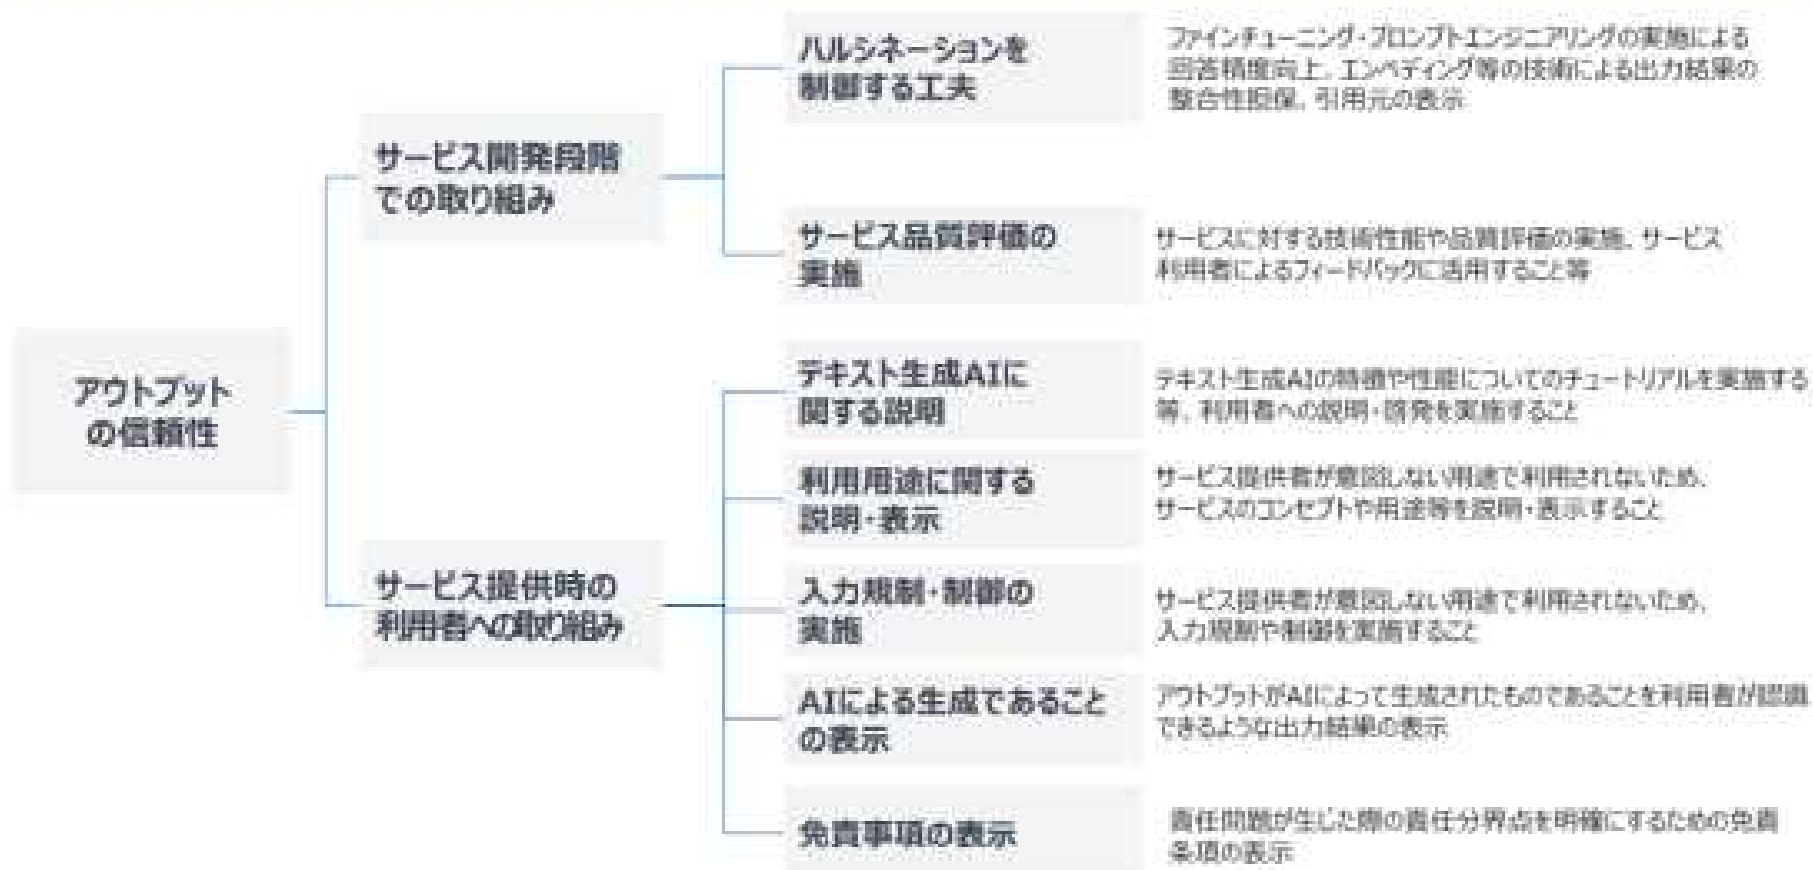 アウトプット
の信頼性
サービス開発段階
での取り組み
ハルシネーションを
制御する工夫
ファインチューニング・プロンプトエンジニアリングの実施による
回答精度向上、エンベディング等の技術による出力結果の
整合性担保、引用元の表示
サービス品質評価の
実施
サービスに対する技術性能や品質評価の実施、サービス
利用者によるフィードバックに活用すること等
サービス提供時の
利用者への取り組み
テキスト生成AIに
関する説明
テキスト生成AIの特徴や性能についてのチュートリアルを実施する
等、利用者への説明・啓発を実施すること
利用用途に関する
説明・表示
サービス提供者が意図しない用途で利用されないため、
サービスのコンセプトや用途等を説明・表示すること
入力規制・制御の
実施
サービス提供者が意図しない用途で利用されないため、
入力規制や制御を実施すること
AIによる生成であること
の表示
アウトプットがAIによって生成されたものであることを利用者が認識
できるような出力結果の表示
免責事項の表示
責任問題が生じた際の責任分界点を明確にするための免責
条項の表示